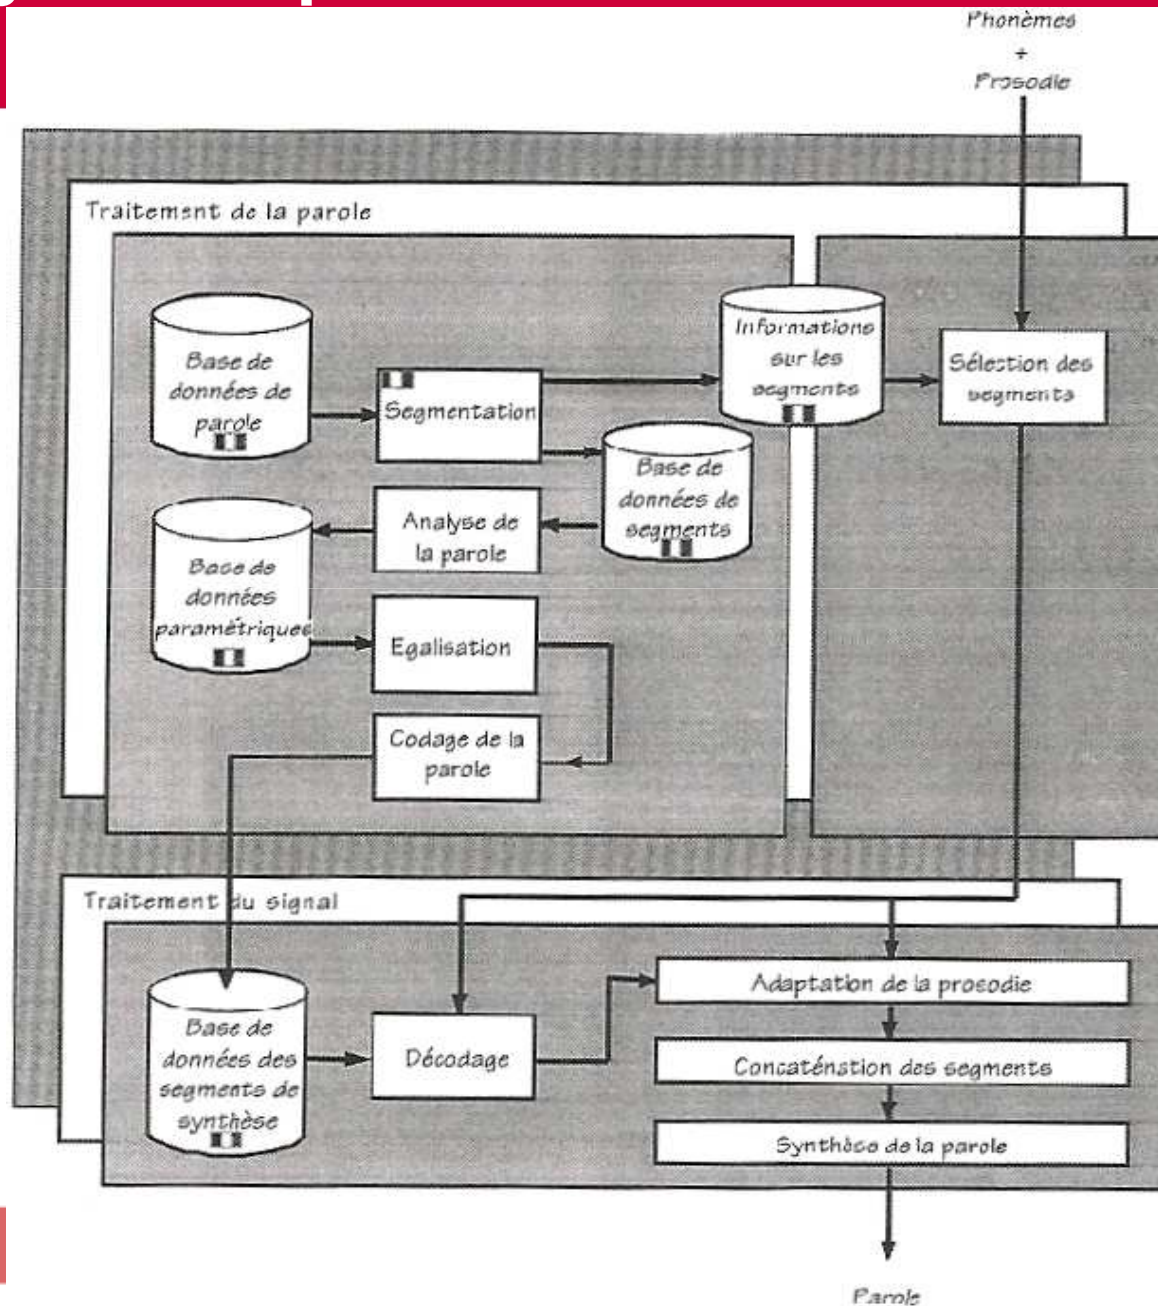 Phonèmes
+
Prosodie
Traitement de la parole
Base de
données de
parole
Segmentation
Informations
sur les
segments
Sélection des
segments
Base de
données de
segments
Analyse de
la parole
Base de
données
paramétriques
Egalisation
Codage de la
parole
Traitement du signal
Base de
données des
segments de
synthèse
Décodage
Adaptation de la prosodie
Concaténation des segments
Synthèse de la parole
Parole